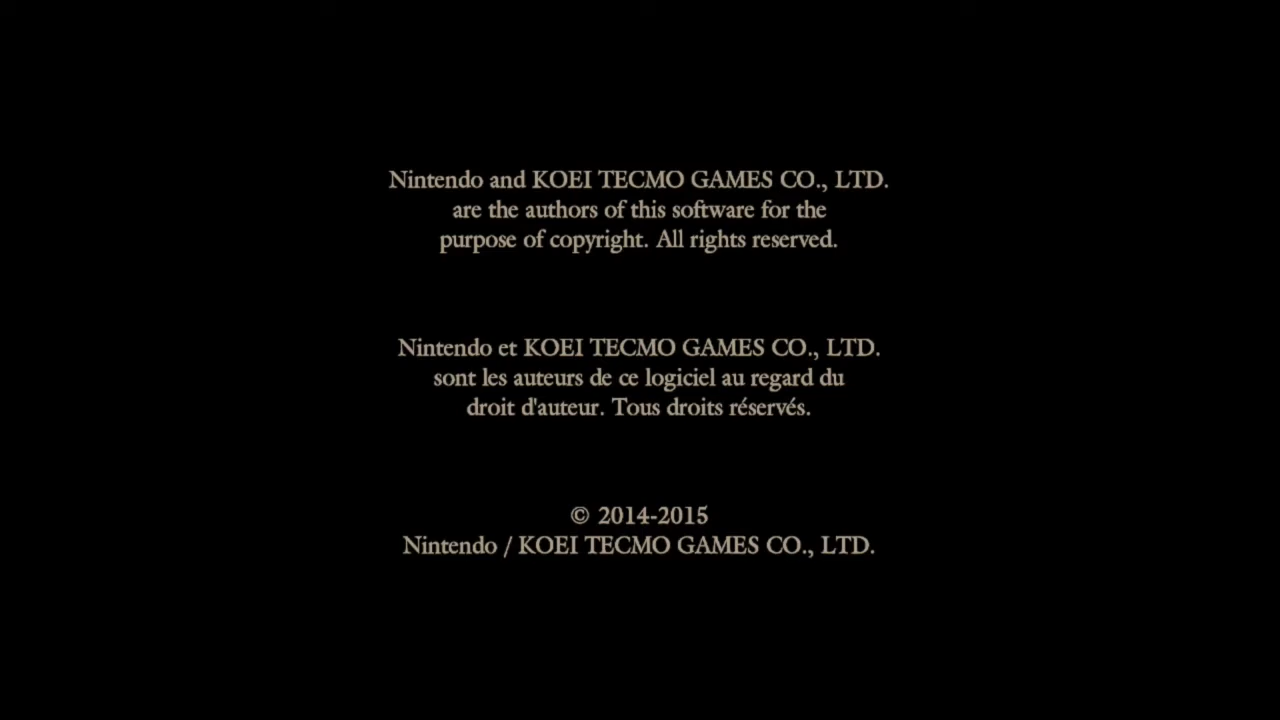 Nintendo and KOEI TECMO GAMES CO., LTD.
are the authors of this software for the
purpose of copyright. All rights reserved.
Nintendo et KOEI TECMO GAMES CO., LTD.
sont les auteurs de ce logiciel au regard du
droit d'auteur. Tous droits réservés.
© 2014-2015
Nintendo / KOEI TECMO GAMES CO., LTD.